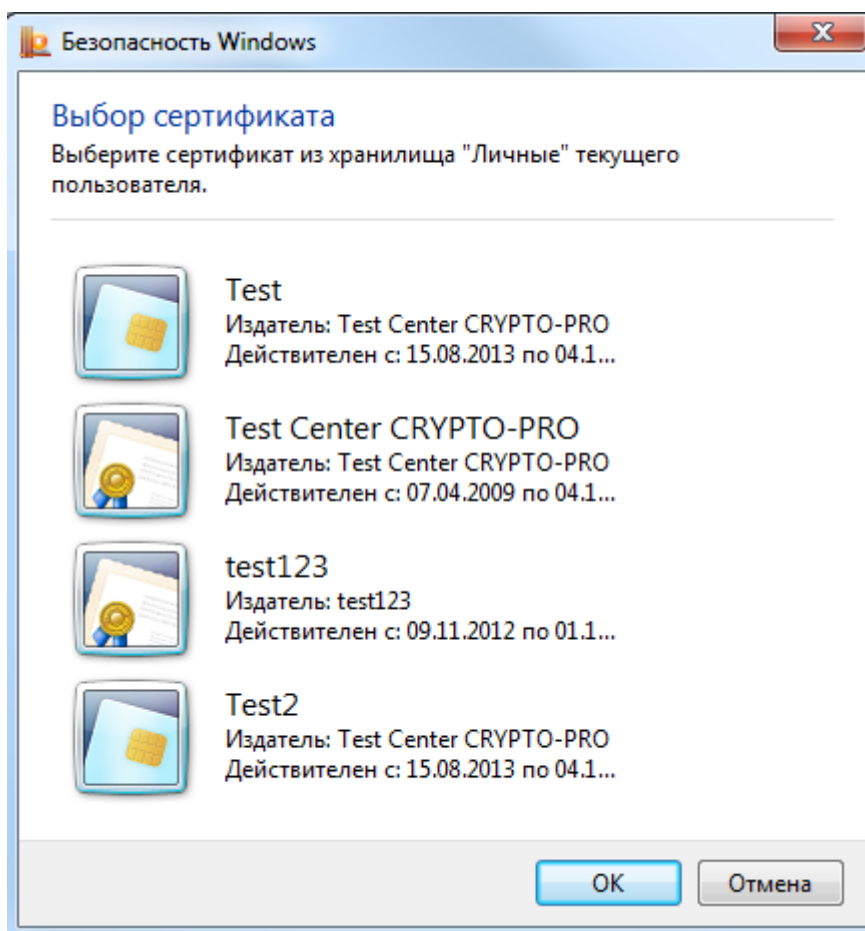 Безопасность Windows
Выбор сертификата
Выберите сертификат из хранилища "Личные" текущего
пользователя.
Test
Издатель: Test Center CRYPTO-PRO
Действителен с: 15.08.2013 по 04.1...
Test Center CRYPTO-PRO
Издатель: Test Center CRYPTO-PRO
Действителен с: 07.04.2009 по 04.1...
test123
Издатель: test123
Действителен с: 09.11.2012 по 01.1...
Test2
Издатель: Test Center CRYPTO-PRO
Действителен с: 15.08.2013 по 04.1...
OK Отмена